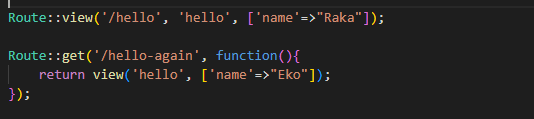 Route::view('/hello', 'hello', ['name'=>"Raka"]);
Route::get('/hello-again', function(){
    return view('hello', ['name'=>"Eko"]);
});